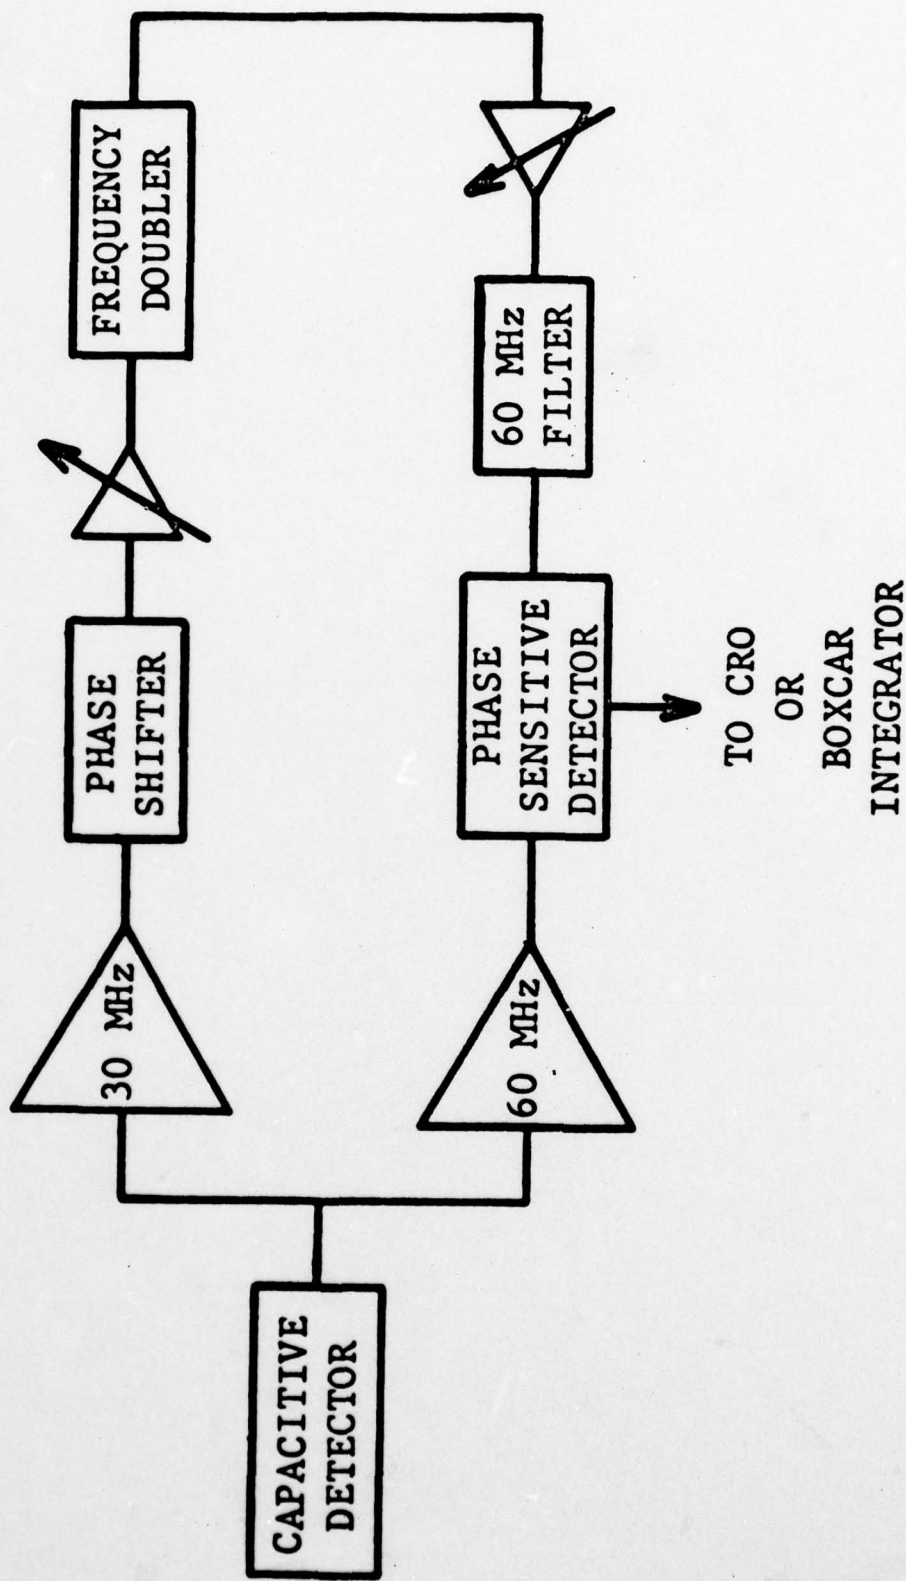 CAPACITIVE
DETECTOR
30 MHz
PHASE
SHIFTER
FREQUENCY
DOUBLER
60 MHz
PHASE
SENSITIVE
DETECTOR
60 MHz
FILTER
TO CRO
OR
BOXCAR
INTEGRATOR